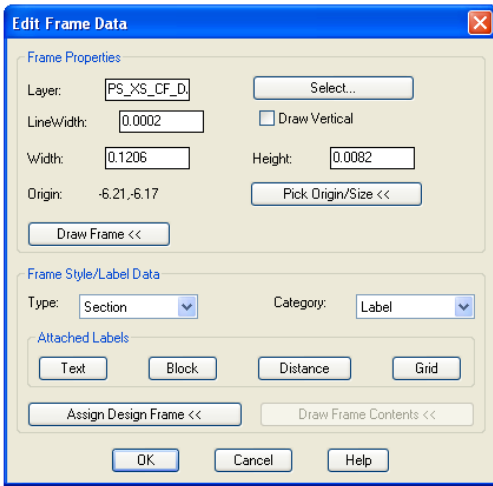 Edit Frame Data
Frame Properties
Layer: PS_XS_CF_D. Select...
LineWidth: 0.0002 Draw Vertical
Width: 0.1206 Height: 0.0082
Origin: -6.21,-6.17 Pick Origin/Size <<
Draw Frame <<
Frame Style/Label Data
Type: Section Category: Label
Attached Labels
Text Block Distance Grid
Assign Design Frame << Draw Frame Contents <<
OK Cancel Help